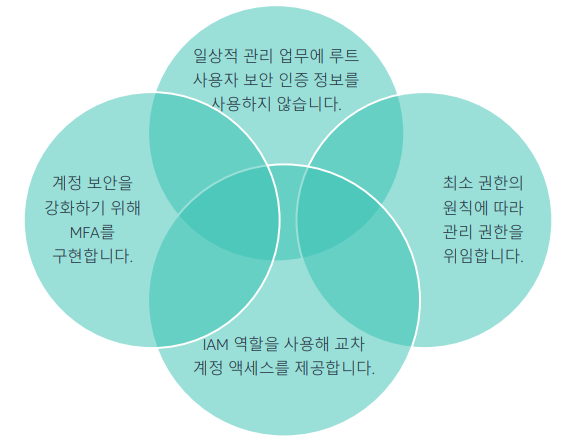 일상적 관리 업무에 루트
사용자 보안 인증 정보를
사용하지 않습니다.
계정 보안을
강화하기 위해
MFA를
구현합니다.
최소 권한의
원칙에 따라
관리 권한을
위임합니다.
IAM 역할을 사용해 교차
계정 액세스를 제공합니다.